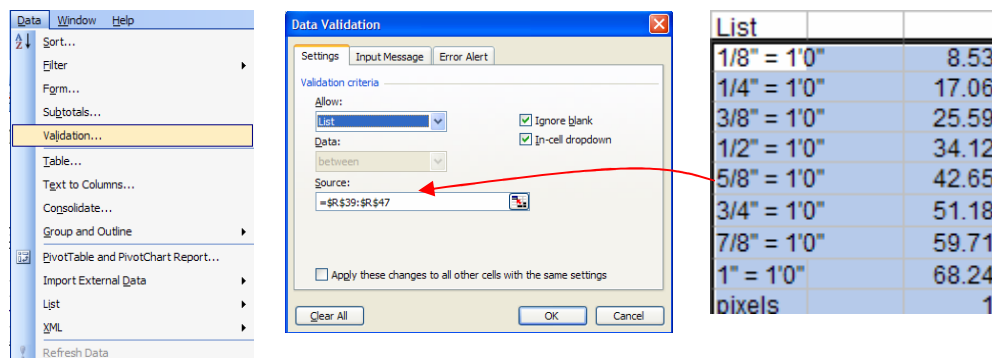 Data Window Help
Sort...
Filter
Form...
Subtotals...
Validation...
Table...
Text to Columns...
Consolidate...
Group and Outline
PivotTable and PivotChart Report...
Import External Data
List
XML
Refresh Data
Data Validation
Settings Input Message Error Alert
Validation criteria
Allow:
List
Ignore blank
Data:
In-cell dropdown
between
Source:
=$R$39:$R$47
Apply these changes to all other cells with the same settings
Clear All OK Cancel
List
1/8" = 1'0" 8.53
1/4" = 1'0" 17.06
3/8" = 1'0" 25.59
1/2" = 1'0" 34.12
5/8" = 1'0" 42.65
3/4" = 1'0" 51.18
7/8" = 1'0" 59.71
1" = 1'0" 68.24
pixels 1